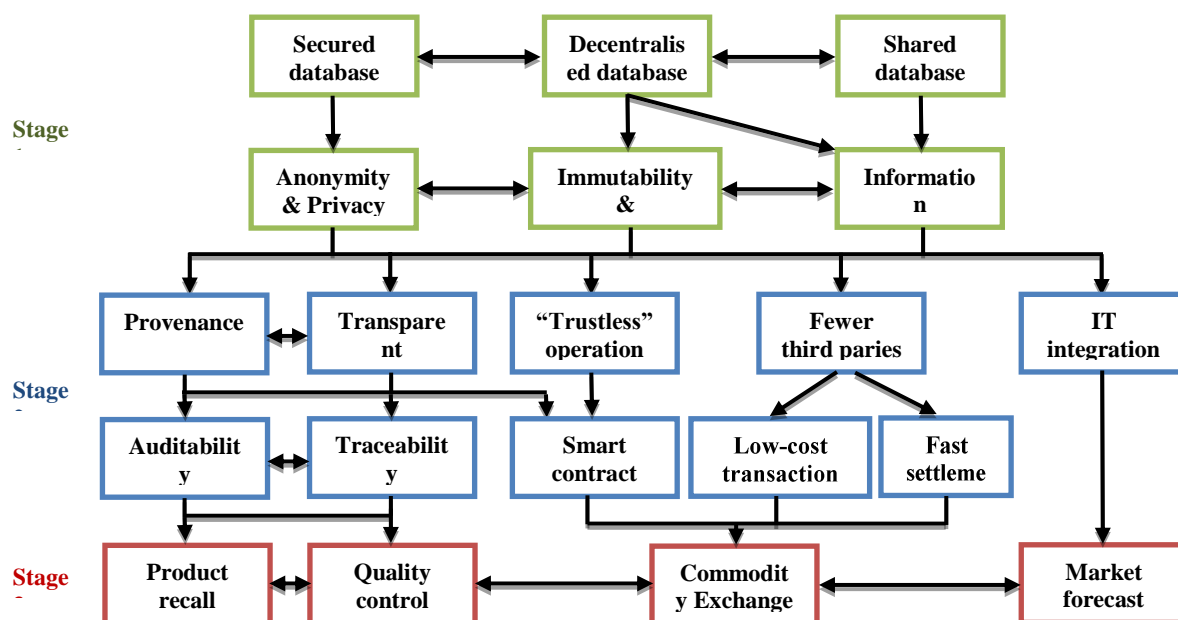 Secured
database
Decentralis
ed database
Shared
database
Stage
Anonymity
& Privacy
Immutability
&
Informatio
n
Provenance
Transpare
nt
“Trustless”
operation
Fewer
third paries
IT
integration
Stage
Auditabilit
y
Traceabilit
y
Smart
contract
Low-cost
transaction
Fast
settleme
Stage
Product
recall
Quality
control
Commodit
y Exchange
Market
forecast